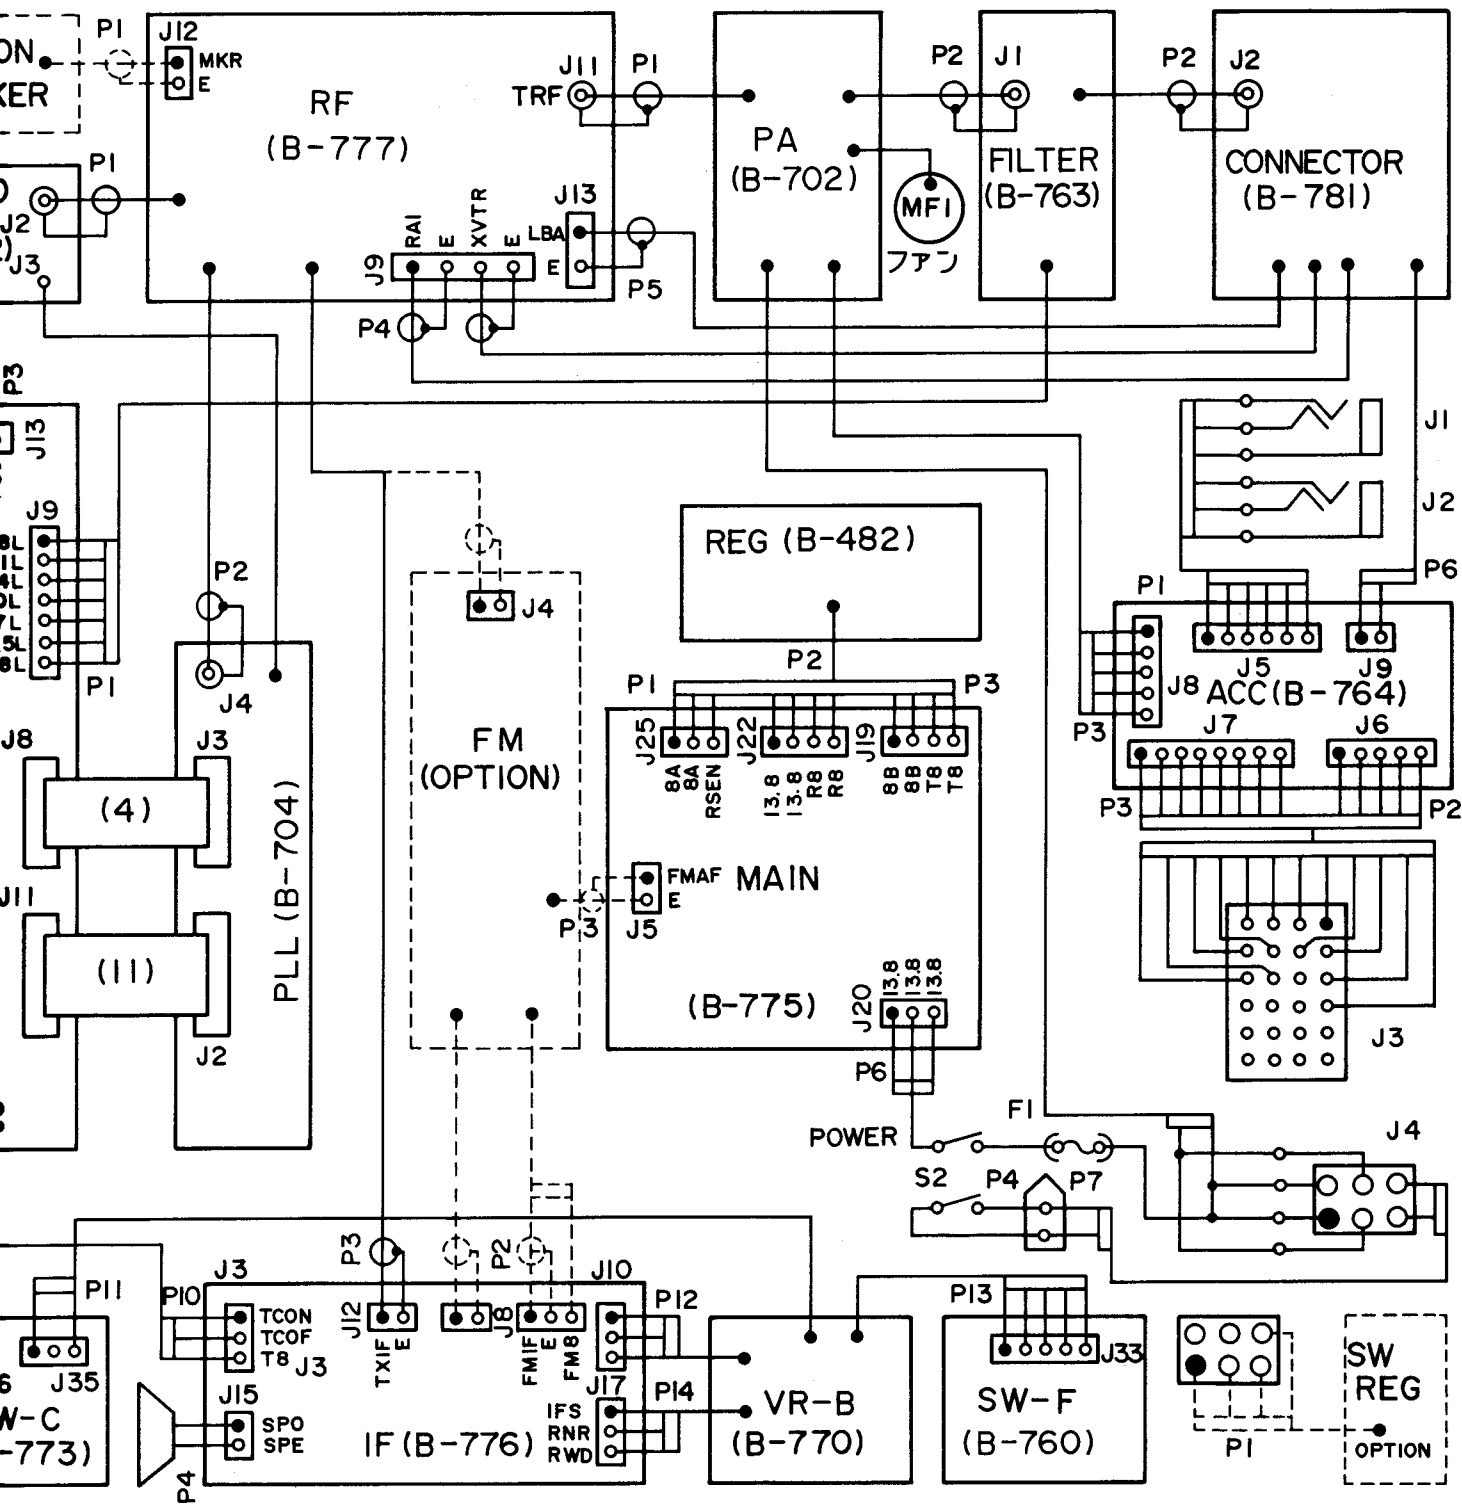 P1
J12
MKR
E
RF
(B-777)
J11
TRF
P1
PA
(B-702)
P2
J1
FILTER
(B-763)
MF1
ファン
P2
J2
CONNECTOR
(B-781)
P1
J2
J3
J9
RA1
E
XVTR
E
P4
J13
LBA
E
P5
P3
J13
J9
P1
P2
J4
J4
REG (B-482)
P2
J1
J2
P6
P1
J5
J9
J8
ACC(B-764)
P3
J7
J6
P3
P2
J3
J8
J3
(4)
J11
(11)
J2
PLL (B-704)
FM
(OPTION)
P1
P3
J25
8A
8A
RSEN
J22
13.8
13.8
R8
R8
J19
8B
8B
T8
T8
FMAF
E
MAIN
P3
J5
(B-775)
J20
13.8
13.8
13.8
P6
POWER
F1
S2
P4
P7
J4
P11
J35
W-C
-773)
P10
J3
TCON
TCOF
T8
J3
J15
SPO
SPE
P4
P3
J12
TXIF
E
P2
J8
FMIF
E
FM8
J10
P12
J17
P14
IFS
RNR
RWD
IF (B-776)
VR-B
(B-770)
P13
J33
SW-F
(B-760)
P1
SW
REG
OPTION